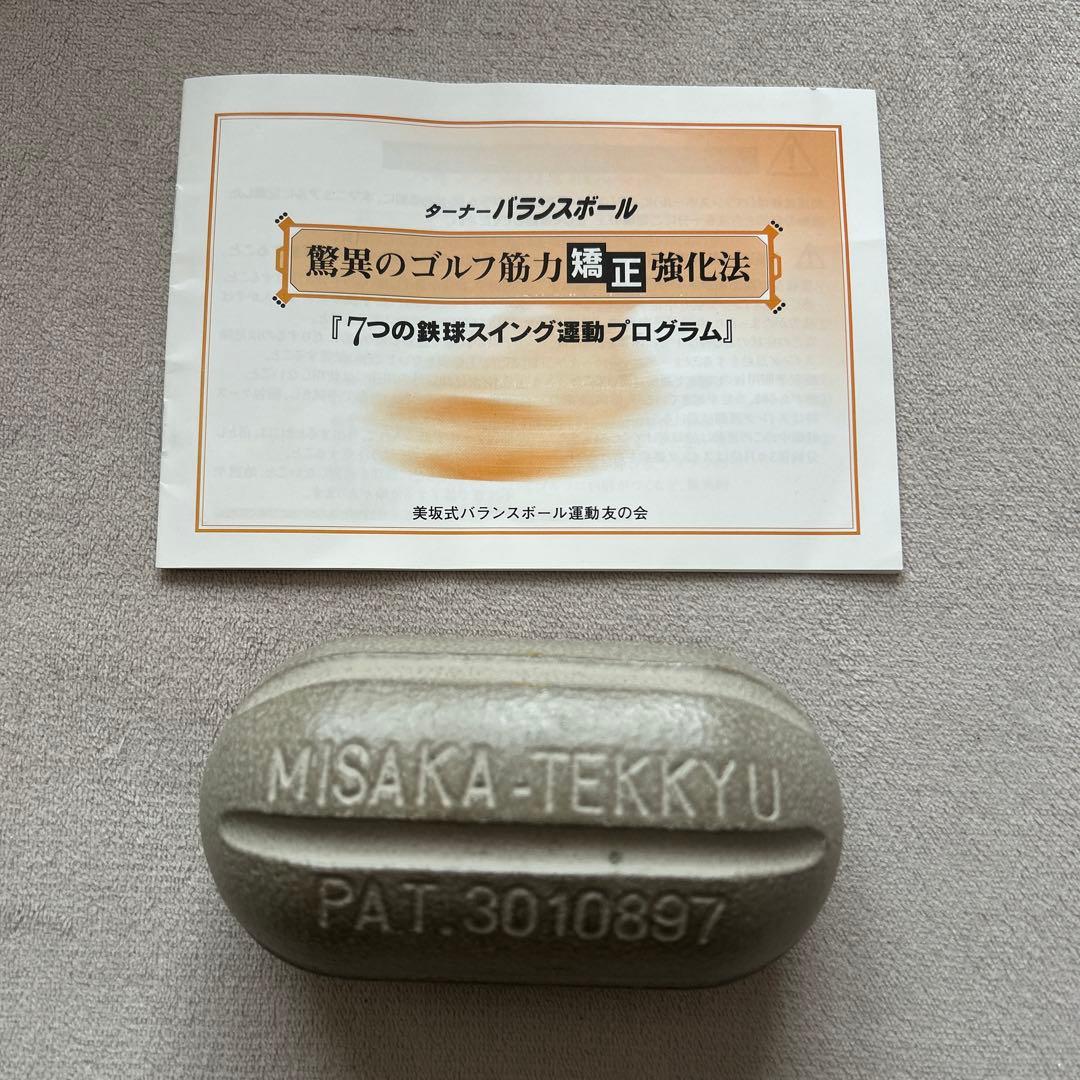 ターナーバランスボール
驚異のゴルフ筋力矯正強化法
『7つの鉄球スイング運動プログラム』
美坂式バランスボール運動友の会
MISAKA-TEKKYU
PAT.3010897